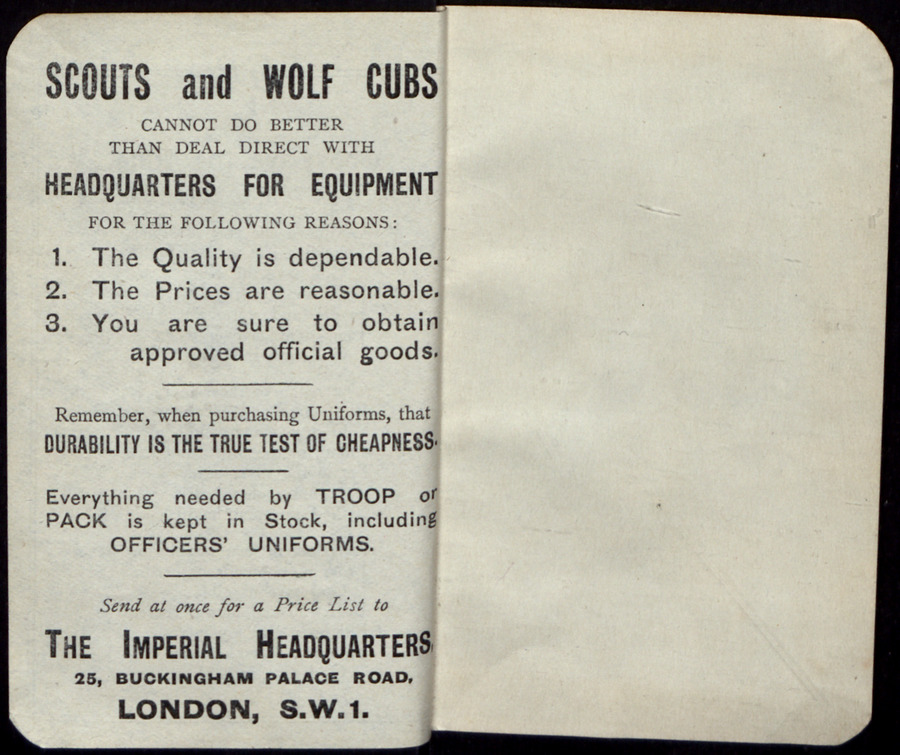 SCOUTS and WOLF CUBS
CANNOT DO BETTER
THAN DEAL DIRECT WITH
HEADQUARTERS FOR EQUIPMENT
FOR THE FOLLOWING REASONS:
1. The Quality is dependable.
2. The Prices are reasonable.
3. You are sure to obtain
approved official goods.
Remember, when purchasing Uniforms, that
DURABILITY IS THE TRUE TEST OF CHEAPNESS.
Everything needed by TROOP or
PACK is kept in Stock, including
OFFICERS' UNIFORMS.
Send at once for a Price List to
THE IMPERIAL HEADQUARTERS,
25, BUCKINGHAM PALACE ROAD,
LONDON, S.W.1.